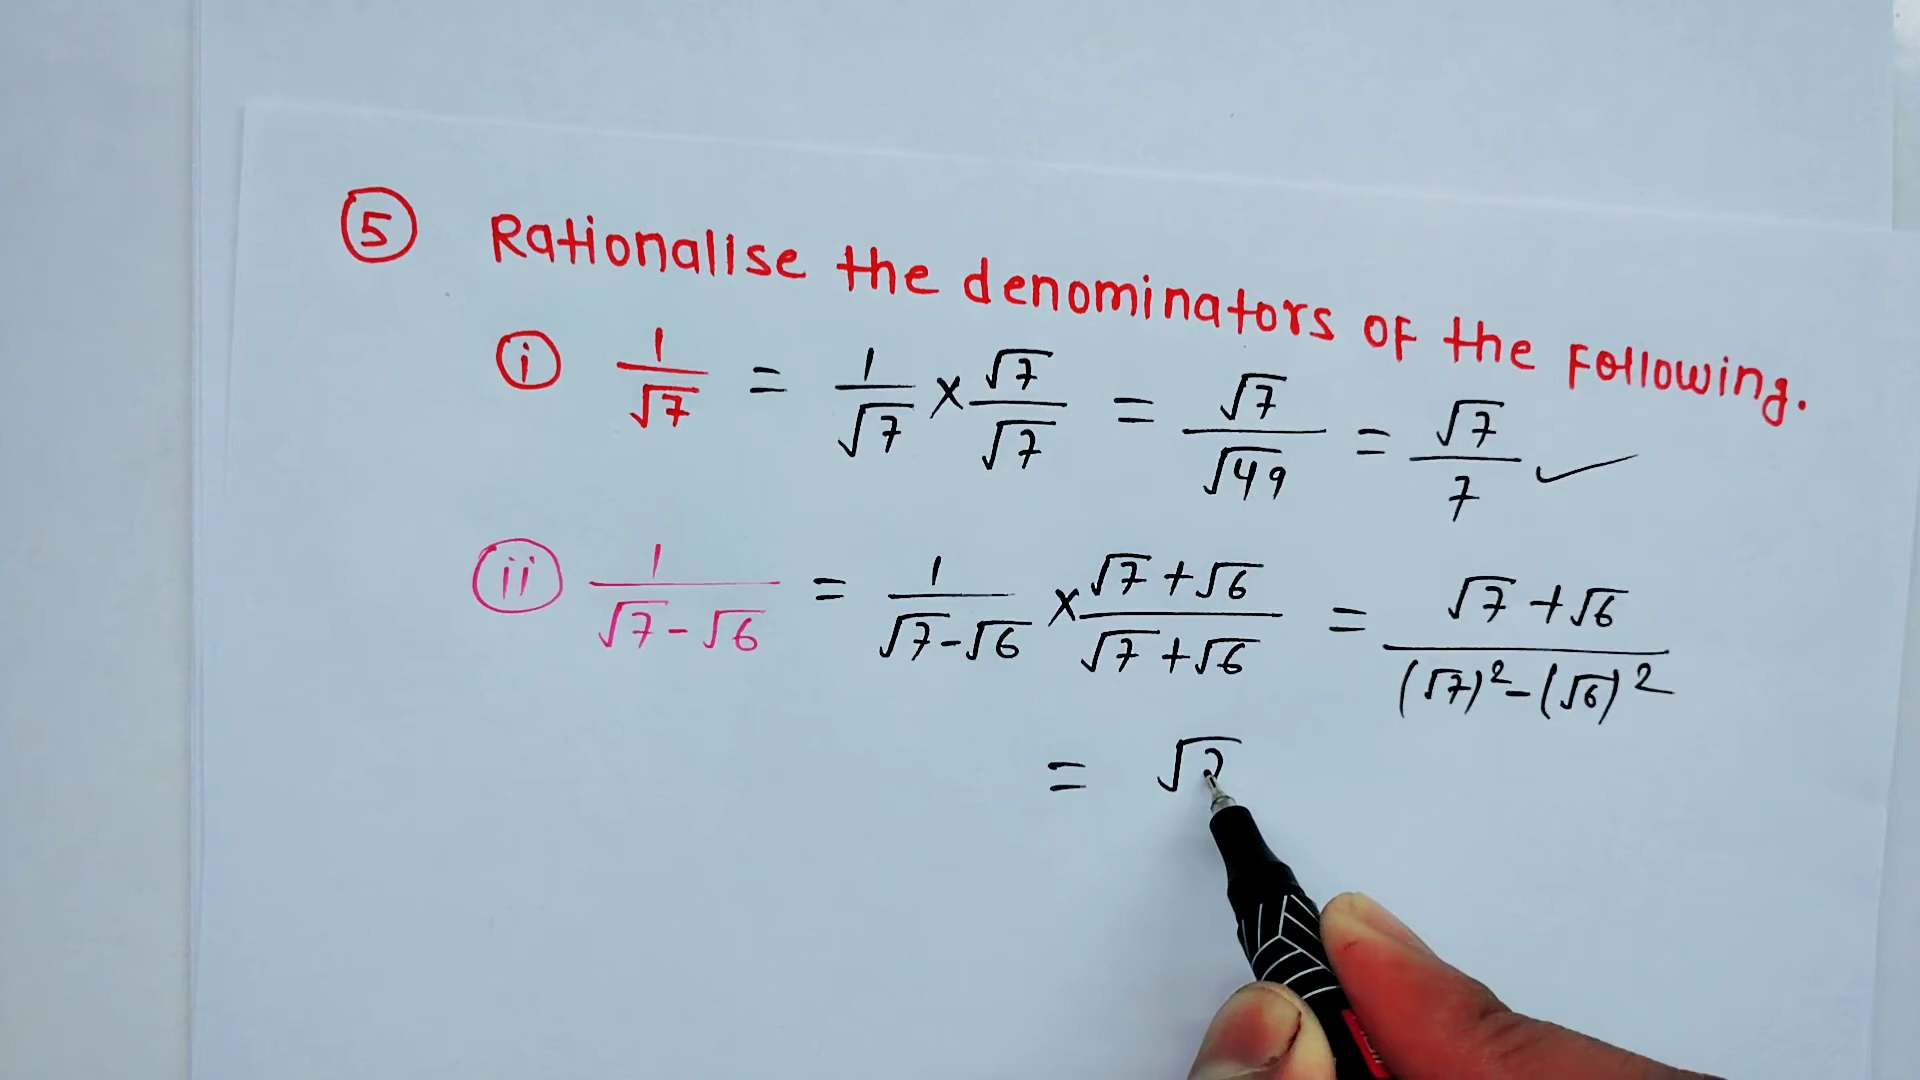 5 Rationalise the denominators of the following.
i 1/√7 = 1/√7 × √7/√7 = √7/√49 = √7/7 ✓
ii 1/(√7-√6) = 1/(√7-√6) × (√7+√6)/(√7+√6) = (√7+√6)/((√7)²-(√6)²)
= √7